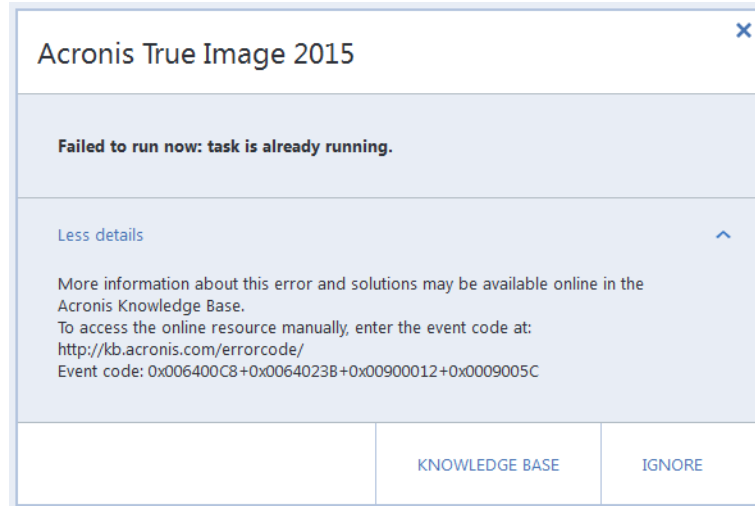 Acronis True Image 2015
Failed to run now: task is already running.
Less details
More information about this error and solutions may be available online in the
Acronis Knowledge Base.
To access the online resource manually, enter the event code at:
http://kb.acronis.com/errorcode/
Event code: 0x006400C8+0x0064023B+0x00900012+0x0009005C
KNOWLEDGE BASE
IGNORE